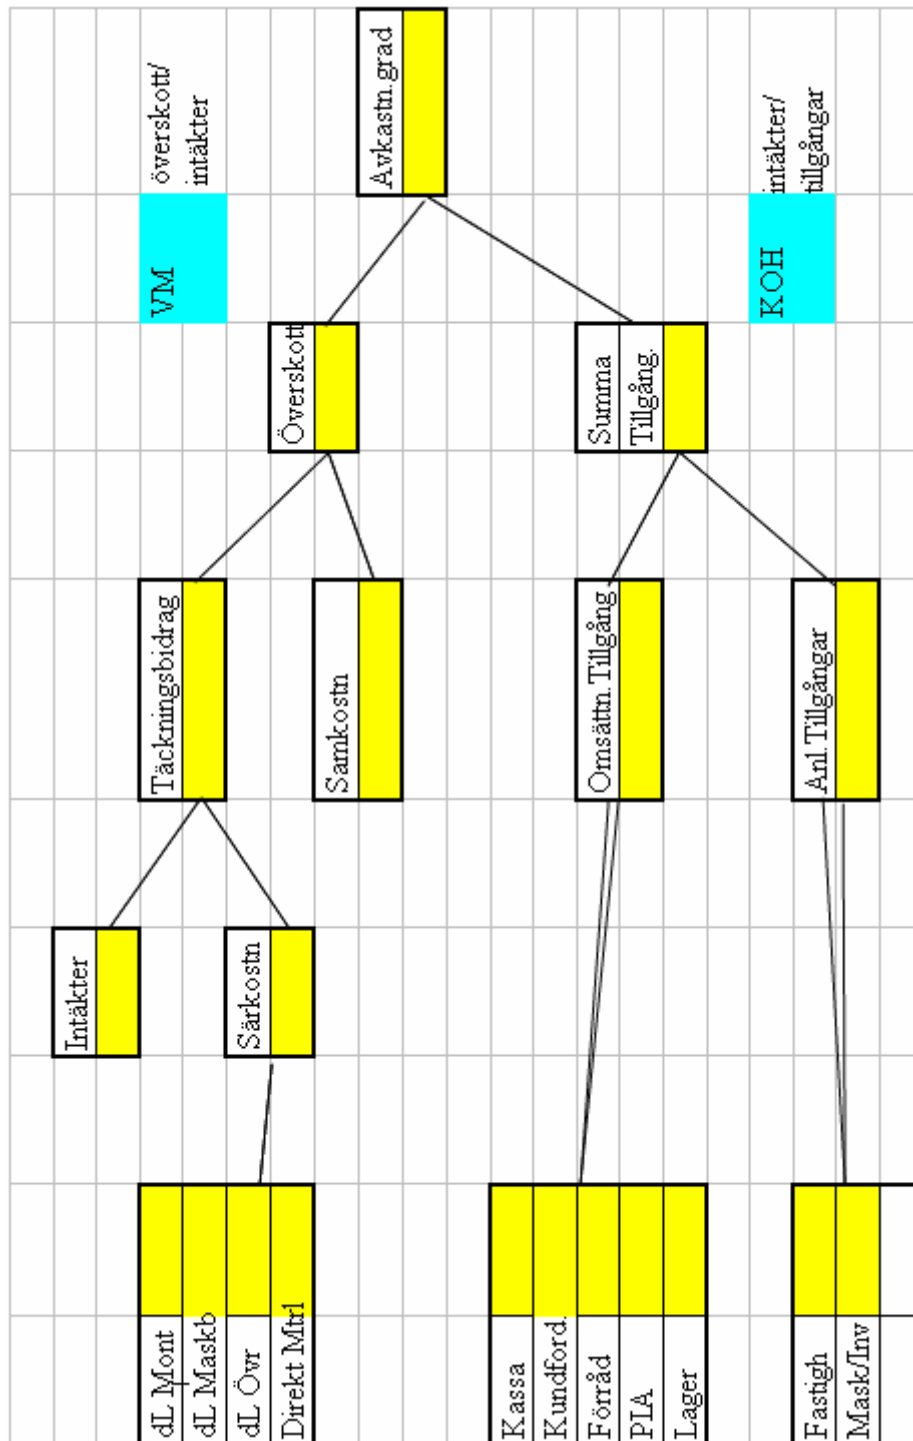 Intäkter
dL Mont
dL Maskb
dL Övr
Direkt Mtrl
Särkostn
Täckningsbidrag
Samkostn
Överskott
VM
överskott/
intäkter
Avkastn.grad
Kassa
Kundford.
Förråd
PIA
Lager
Omsättn.Tillgång
Summa
Tillgång.
Fastigh
Mask/Inv
Anl.Tillgångar
KOH
intäkter/
tillgångar